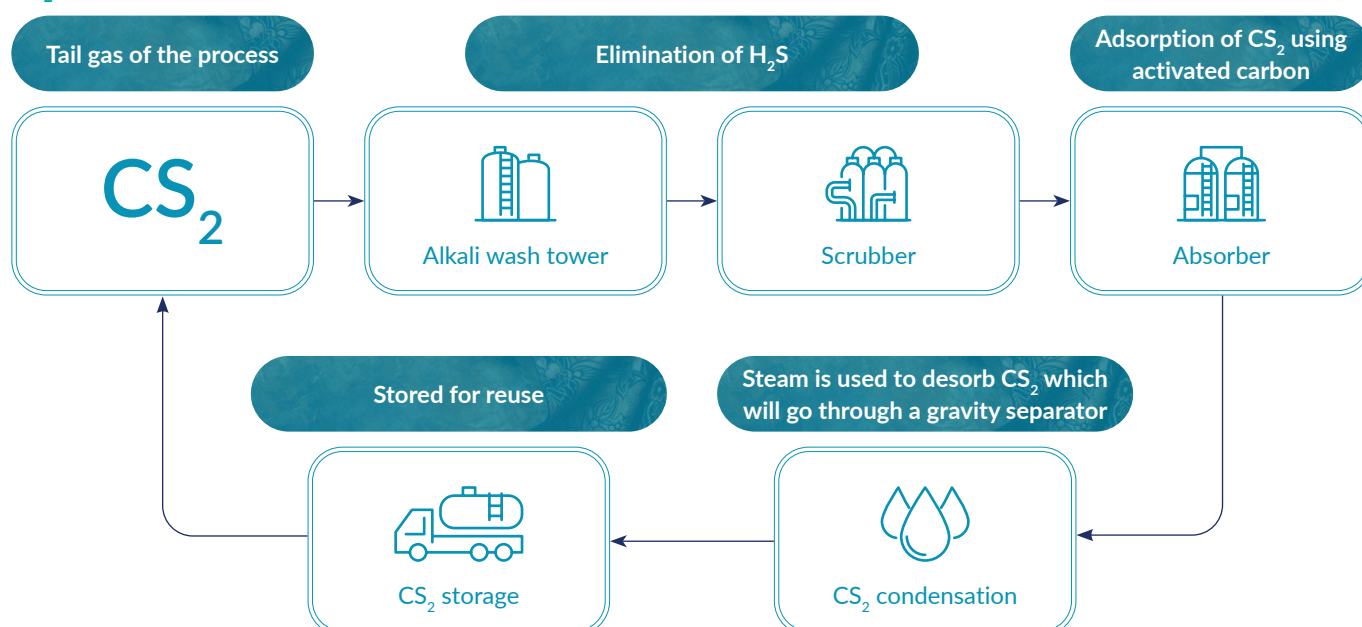 Tail gas of the process
Elimination of H₂S
Adsorption of CS₂ using
activated carbon
CS₂
Alkali wash tower
Scrubber
Absorber
Stored for reuse
Steam is used to desorb CS₂ which
will go through a gravity separator
CS₂ storage
CS₂ condensation